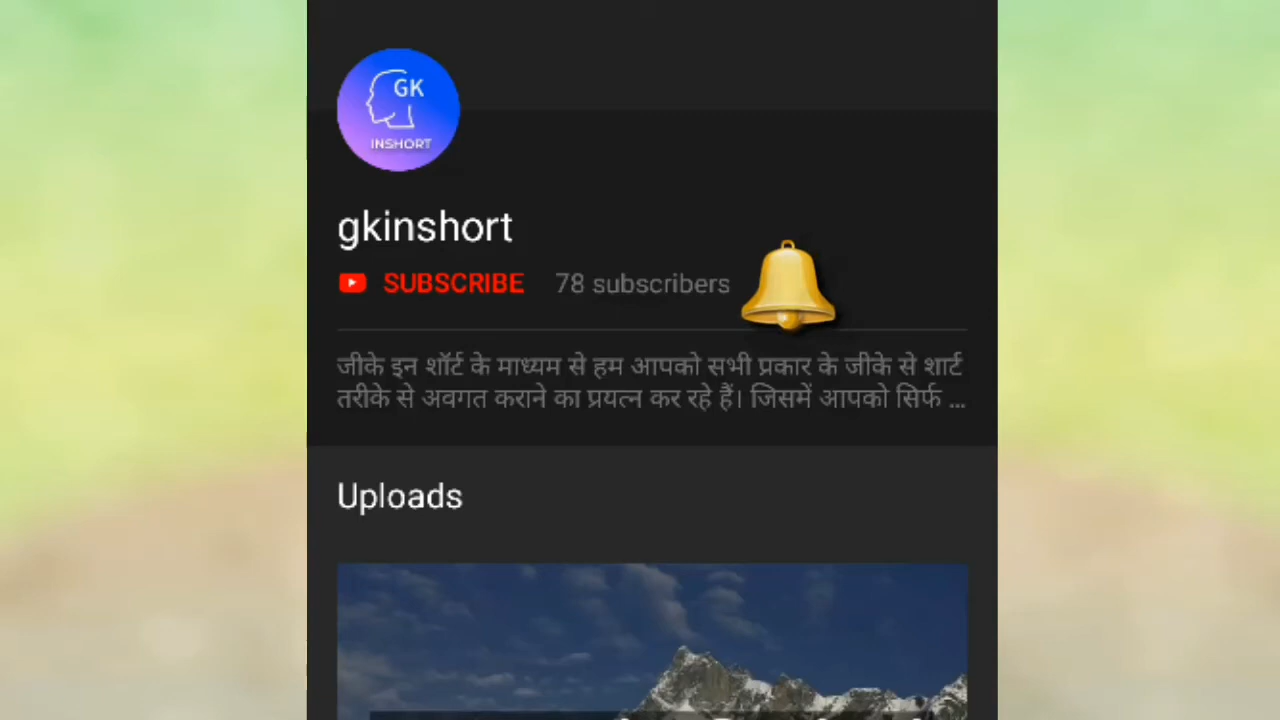 GK
INSHORT
gkinshort
SUBSCRIBE 78 subscribers
जीके इन शॉर्ट के माध्यम से हम आपको सभी प्रकार के जीके से शार्ट
तरीके से अवगत कराने का प्रयत्न कर रहे हैं। जिसमें आपको सिर्फ ...
Uploads